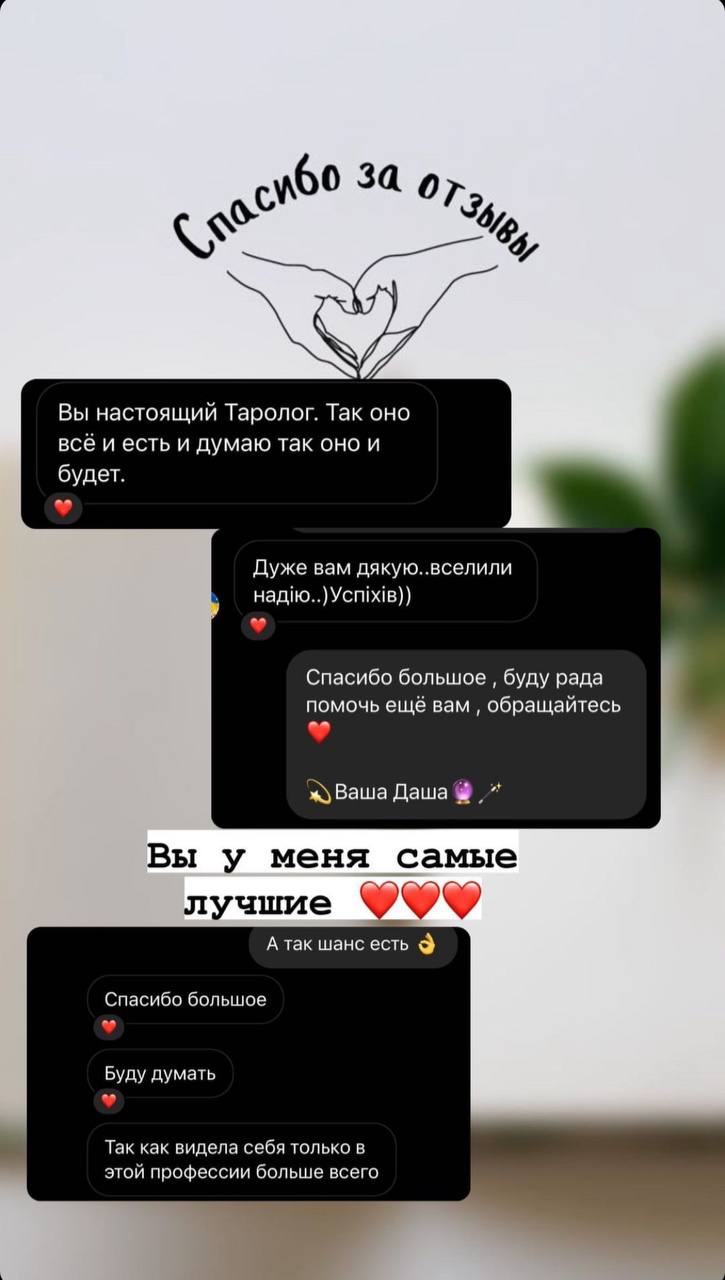 Спасибо за отзывы
Вы настоящий Таролог. Так оно
всё и есть и думаю так оно и
будет.
❤️
Дуже вам дякую..вселили
надію..)Успіхів))
❤️
Спасибо большое , буду рада
помочь ещё вам , обращайтесь
❤️
💫Ваша Даша🔮🪄
Вы у меня самые
лучшие ❤️❤️❤️
А так шанс есть 👌
Спасибо большое
❤️
Буду думать
❤️
Так как видела себя только в
этой профессии больше всего